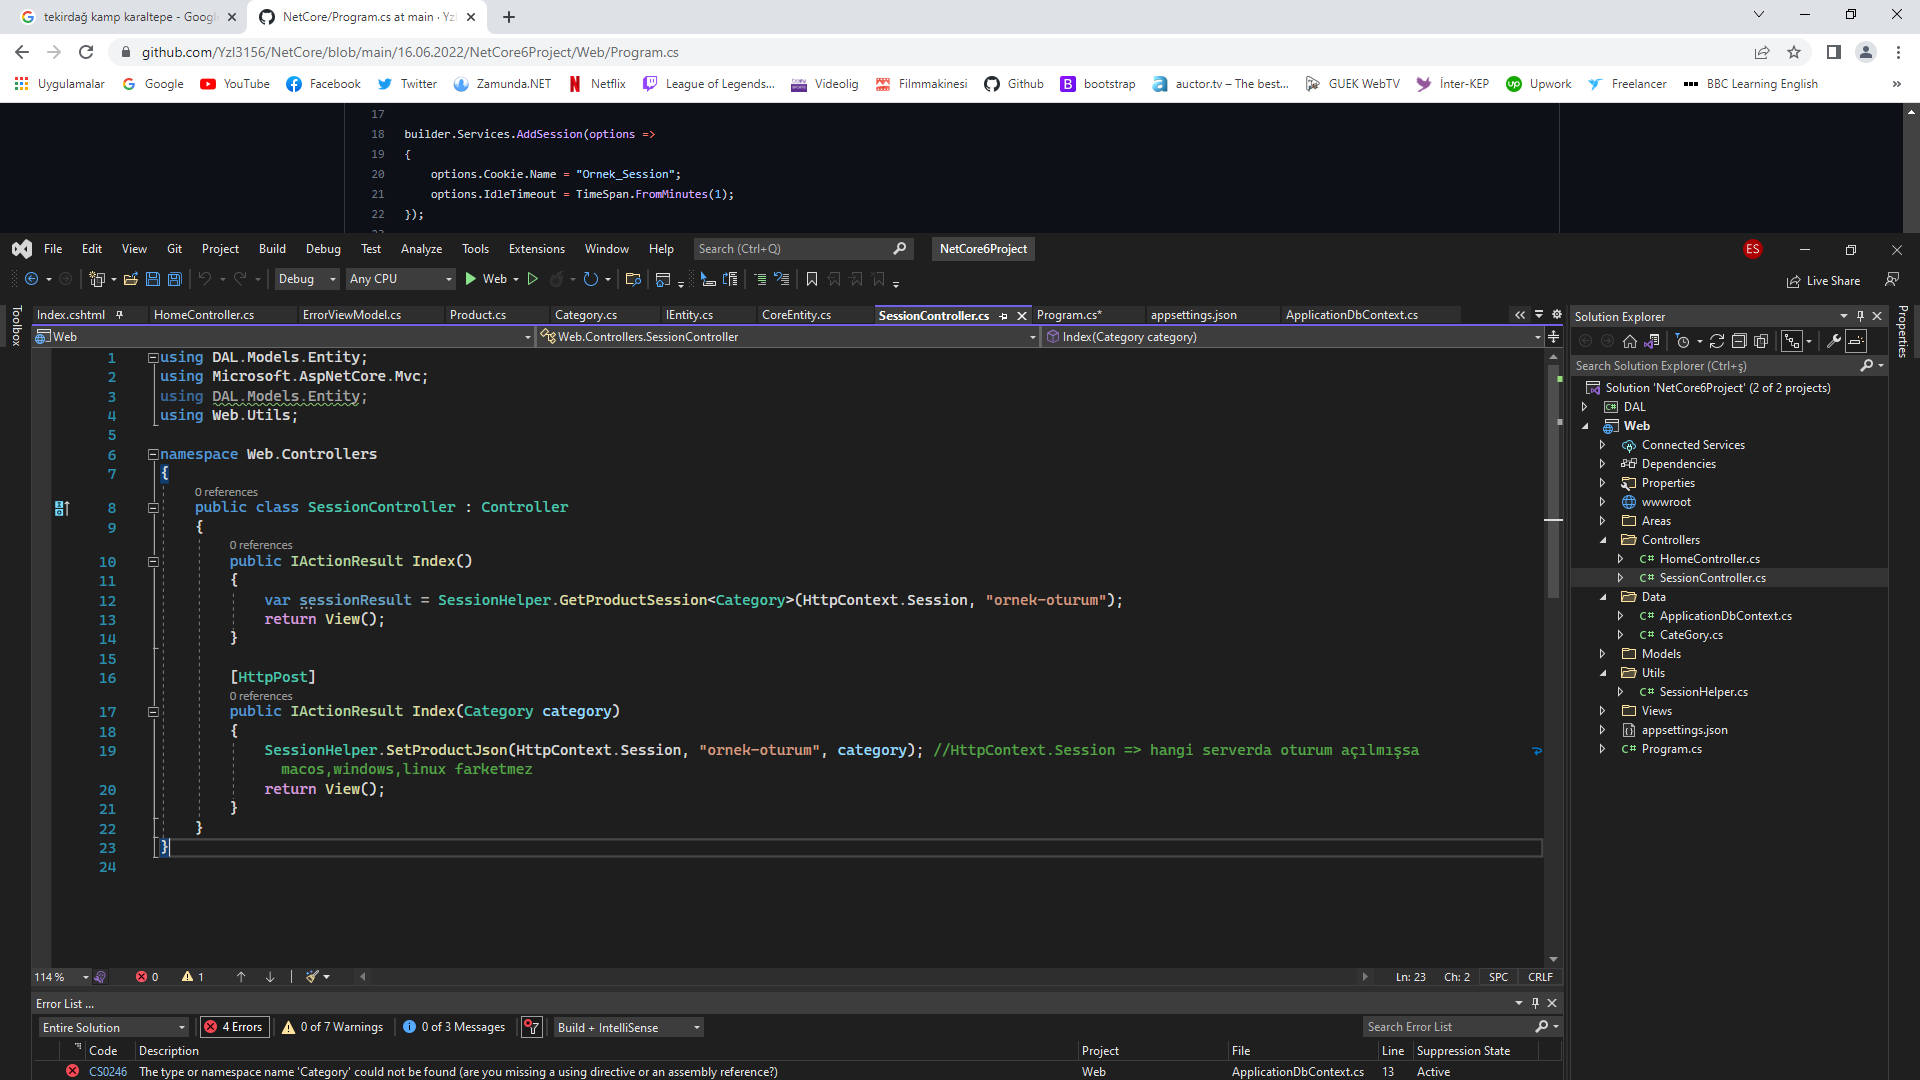 tekirdağ kamp karaltepe - Goog
NetCore/Program.cs at main · Yz
github.com/Yzl3156/NetCore/blob/main/16.06.2022/NetCore6Project/Web/Program.cs
Uygulamalar Google YouTube Facebook Twitter Zamunda.NET Netflix League of Legends... Videolig Filmmakinesi Github bootstrap auctor.tv – The best... GUEK WebTV İnter-KEP Upwork Freelancer BBC Learning English »
17
18 builder.Services.AddSession(options =>
19 {
20 options.Cookie.Name = "Ornek_Session";
21 options.IdleTimeout = TimeSpan.FromMinutes(1);
22 });
File Edit View Git Project Build Debug Test Analyze Tools Extensions Window Help Search (Ctrl+Q) NetCore6Project ES
Debug Any CPU Web Live Share
Toolbox
Index.cshtml HomeController.cs ErrorViewModel.cs Product.cs Category.cs IEntity.cs CoreEntity.cs SessionController.cs Program.cs* appsettings.json ApplicationDbContext.cs
Web Web.Controllers.SessionController Index(Category category)
1 using DAL.Models.Entity;
2 using Microsoft.AspNetCore.Mvc;
3 using DAL.Models.Entity;
4 using Web.Utils;
5
6 namespace Web.Controllers
7 {
0 references
8 public class SessionController : Controller
9 {
0 references
10 public IActionResult Index()
11 {
12 var sessionResult = SessionHelper.GetProductSession<Category>(HttpContext.Session, "ornek-oturum");
13 return View();
14 }
15
16 [HttpPost]
0 references
17 public IActionResult Index(Category category)
18 {
19 SessionHelper.SetProductJson(HttpContext.Session, "ornek-oturum", category); //HttpContext.Session => hangi serverda oturum açılmışsa
macos,windows,linux farketmez
20 return View();
21 }
22 }
23 }
24
114 % 0 1 Ln: 23 Ch: 2 SPC CRLF
Error List ...
Entire Solution 4 Errors 0 of 7 Warnings 0 of 3 Messages Build + IntelliSense Search Error List
Code Description Project File Line Suppression State
CS0246 The type or namespace name 'Category' could not be found (are you missing a using directive or an assembly reference?) Web ApplicationDbContext.cs 13 Active
Solution Explorer
Search Solution Explorer (Ctrl+ş)
Solution 'NetCore6Project' (2 of 2 projects)
DAL
Web
Connected Services
Dependencies
Properties
wwwroot
Areas
Controllers
C# HomeController.cs
C# SessionController.cs
Data
C# ApplicationDbContext.cs
C# CateGory.cs
Models
Utils
C# SessionHelper.cs
Views
appsettings.json
C# Program.cs
Properties